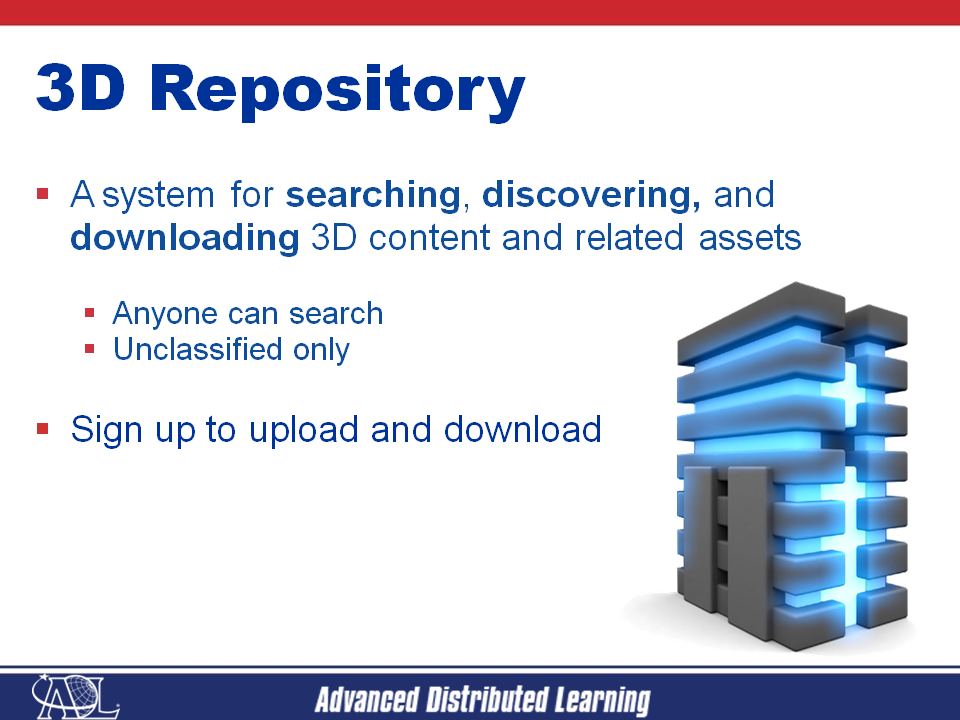 3D Repository
A system for searching, discovering, and
downloading 3D content and related assets
Anyone can search
Unclassified only
Sign up to upload and download
ADL
Advanced Distributed Learning